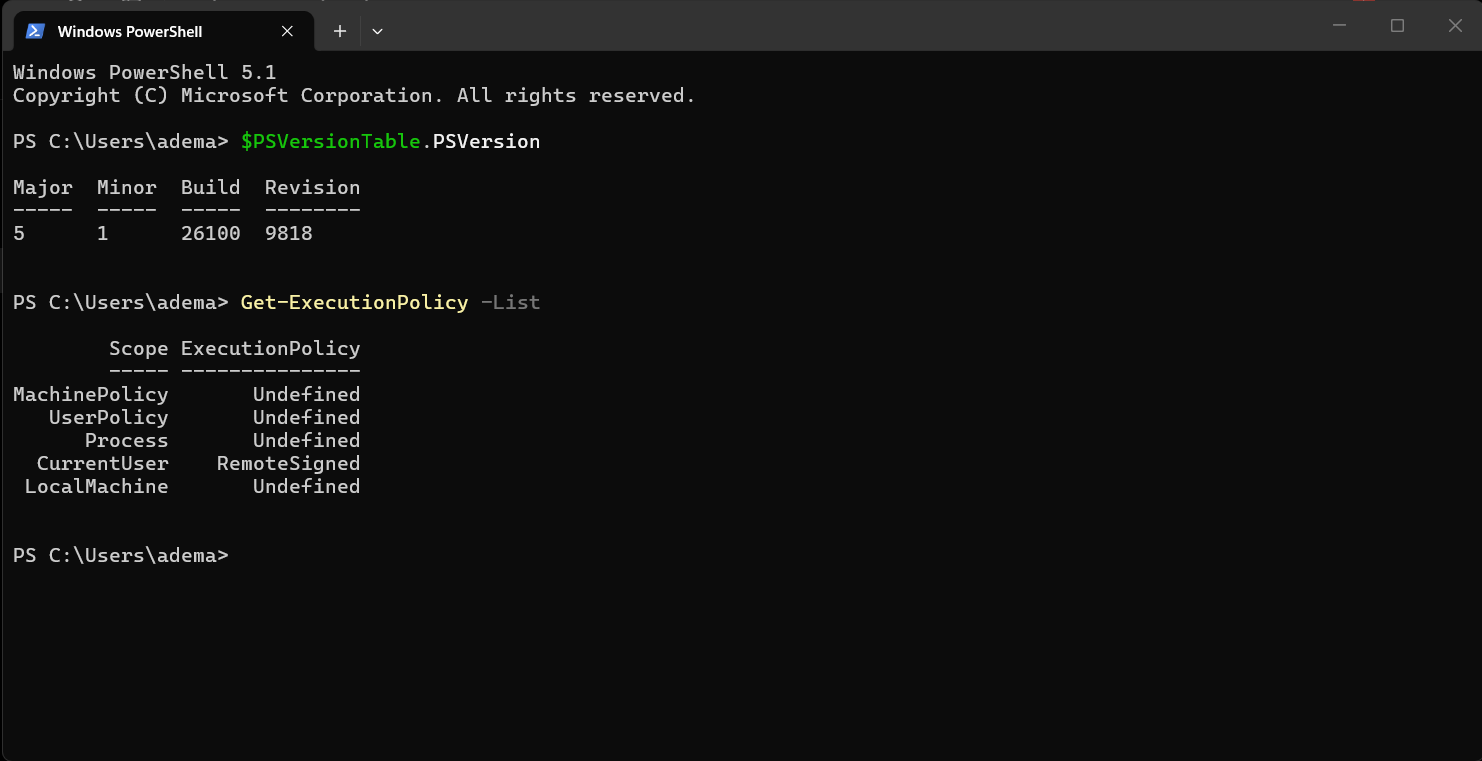 Windows PowerShell
Windows PowerShell 5.1
Copyright (C) Microsoft Corporation. All rights reserved.
PS C:\Users\adema> $PSVersionTable.PSVersion
Major  Minor  Build  Revision
-----  -----  -----  --------
5      1      26100  9818
PS C:\Users\adema> Get-ExecutionPolicy -List
        Scope ExecutionPolicy
        ----- ---------------
MachinePolicy       Undefined
   UserPolicy       Undefined
      Process       Undefined
  CurrentUser    RemoteSigned
 LocalMachine       Undefined
PS C:\Users\adema>